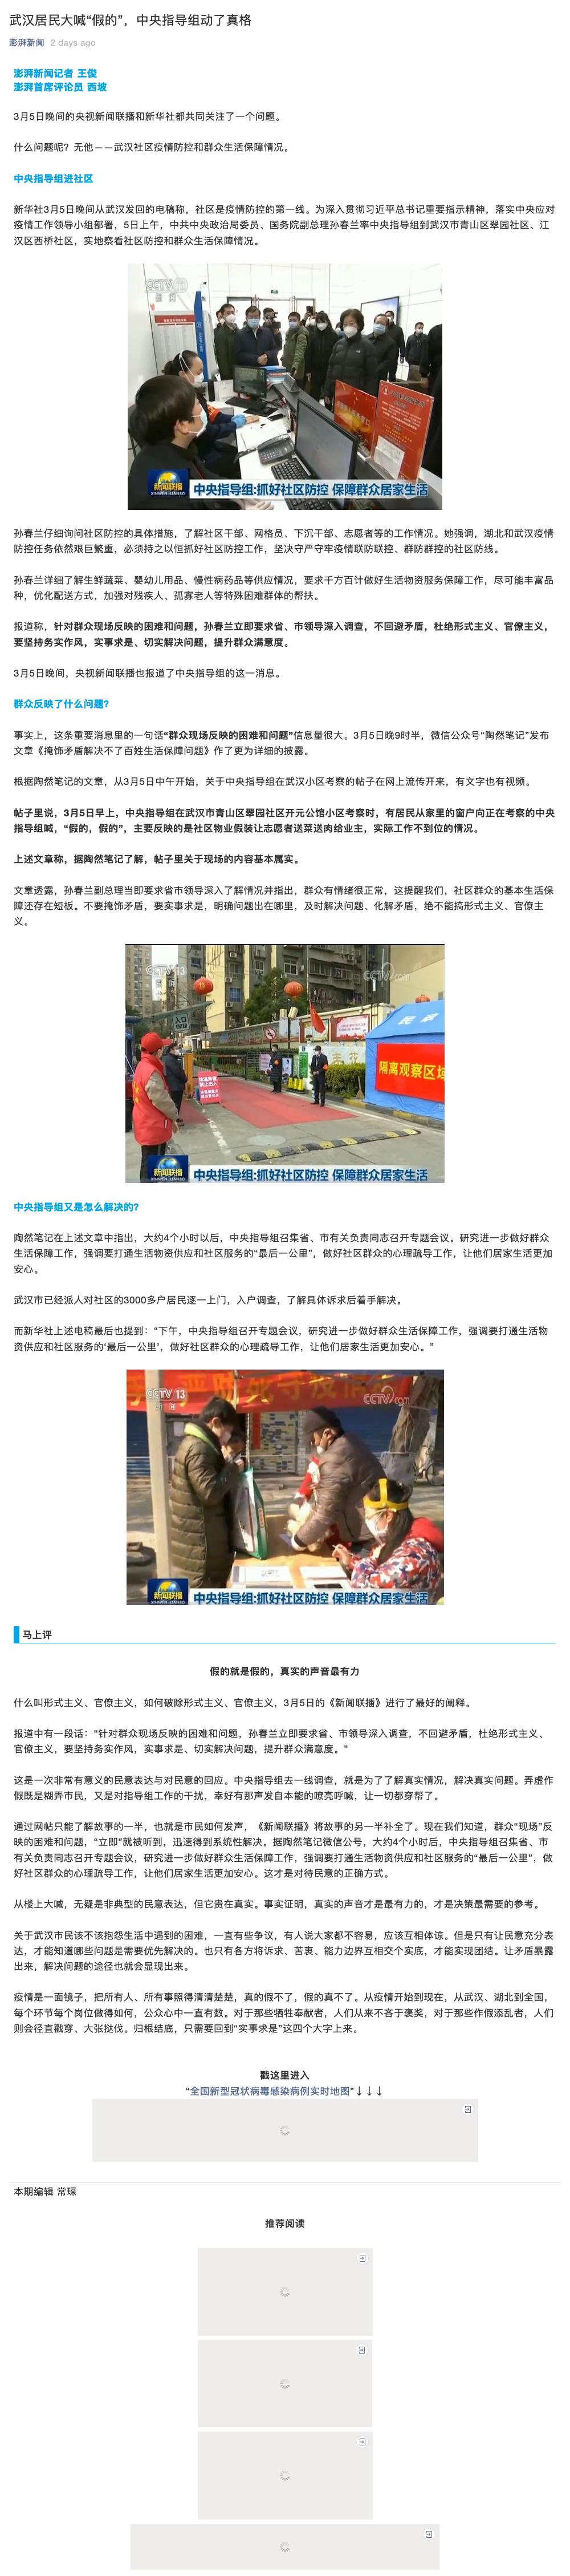 武汉居民大喊“假的”，中央指导组动了真格
澎湃新闻 2 days ago
澎湃新闻记者 王俊
澎湃首席评论员 西坡
3月5日晚间的央视新闻联播和新华社都共同关注了一个问题。
什么问题呢？无他——武汉社区疫情防控和群众生活保障情况。
中央指导组进社区
新华社3月5日晚间从武汉发回的电稿称，社区是疫情防控的第一线。为深入贯彻习近平总书记重要指示精神，落实中央应对
疫情工作领导小组部署，5日上午，中共中央政治局委员、国务院副总理孙春兰率中央指导组到武汉市青山区翠园社区、江
汉区西桥社区，实地察看社区防控和群众生活保障情况。
CCTV 13
新闻
新闻联播
XINWEN LIANBO
中央指导组:抓好社区防控 保障群众居家生活
孙春兰仔细询问社区防控的具体措施，了解社区干部、网格员、下沉干部、志愿者等的工作情况。她强调，湖北和武汉疫情
防控任务依然艰巨繁重，必须持之以恒抓好社区防控工作，坚决守严守牢疫情联防联控、群防群控的社区防线。
孙春兰详细了解生鲜蔬菜、婴幼儿用品、慢性病药品等供应情况，要求千方百计做好生活物资服务保障工作，尽可能丰富品
种，优化配送方式，加强对残疾人、孤寡老人等特殊困难群体的帮扶。
报道称，针对群众现场反映的困难和问题，孙春兰立即要求省、市领导深入调查，不回避矛盾，杜绝形式主义、官僚主义，
要坚持务实作风，实事求是、切实解决问题，提升群众满意度。
3月5日晚间，央视新闻联播也报道了中央指导组的这一消息。
群众反映了什么问题？
事实上，这条重要消息里的一句话“群众现场反映的困难和问题”信息量很大。3月5日晚9时半，微信公众号“陶然笔记”发布
文章《掩饰矛盾解决不了百姓生活保障问题》作了更为详细的披露。
根据陶然笔记的文章，从3月5日中午开始，关于中央指导组在武汉小区考察的帖子在网上流传开来，有文字也有视频。
帖子里说，3月5日早上，中央指导组在武汉市青山区翠园社区开元公馆小区考察时，有居民从家里的窗户向正在考察的中央
指导组喊，“假的，假的”，主要反映的是社区物业假装让志愿者送菜送肉给业主，实际工作不到位的情况。
上述文章称，据陶然笔记了解，帖子里关于现场的内容基本属实。
文章透露，孙春兰副总理当即要求省市领导深入了解情况并指出，群众有情绪很正常，这提醒我们，社区群众的基本生活保
障还存在短板。不要掩饰矛盾，要实事求是，明确问题出在哪里，及时解决问题、化解矛盾，绝不能搞形式主义、官僚主
义。
CCTV 13
CCTV.com
入口
民政
隔离观察区域
新闻联播
XINWEN LIANBO
中央指导组:抓好社区防控 保障群众居家生活
中央指导组又是怎么解决的？
陶然笔记在上述文章中指出，大约4个小时以后，中央指导组召集省、市有关负责同志召开专题会议。研究进一步做好群众
生活保障工作，强调要打通生活物资供应和社区服务的“最后一公里”，做好社区群众的心理疏导工作，让他们居家生活更加
安心。
武汉市已经派人对社区的3000多户居民逐一上门，入户调查，了解具体诉求后着手解决。
而新华社上述电稿最后也提到：“下午，中央指导组召开专题会议，研究进一步做好群众生活保障工作，强调要打通生活物
资供应和社区服务的‘最后一公里’，做好社区群众的心理疏导工作，让他们居家生活更加安心。”
CCTV 13
CCTV.com
新闻联播
XINWEN LIANBO
中央指导组:抓好社区防控 保障群众居家生活
马上评
假的就是假的，真实的声音最有力
什么叫形式主义、官僚主义，如何破除形式主义、官僚主义，3月5日的《新闻联播》进行了最好的阐释。
报道中有一段话：“针对群众现场反映的困难和问题，孙春兰立即要求省、市领导深入调查，不回避矛盾，杜绝形式主义、
官僚主义，要坚持务实作风，实事求是、切实解决问题，提升群众满意度。”
这是一次非常有意义的民意表达与对民意的回应。中央指导组去一线调查，就是为了了解真实情况，解决真实问题。弄虚作
假既是糊弄市民，又是对指导组工作的干扰，幸好有那声发自本能的嘹亮呼喊，让一切都穿帮了。
通过网帖只能了解故事的一半，也就是市民如何发声，《新闻联播》将故事的另一半补全了。现在我们知道，群众“现场”反
映的困难和问题，“立即”就被听到，迅速得到系统性解决。据陶然笔记微信公号，大约4个小时后，中央指导组召集省、市
有关负责同志召开专题会议，研究进一步做好群众生活保障工作，强调要打通生活物资供应和社区服务的“最后一公里”，做
好社区群众的心理疏导工作，让他们居家生活更加安心。这才是对待民意的正确方式。
从楼上大喊，无疑是非典型的民意表达，但它贵在真实。事实证明，真实的声音才是最有力的，才是决策最需要的参考。
关于武汉市民该不该抱怨生活中遇到的困难，一直有些争议，有人说大家都不容易，应该互相体谅。但是只有让民意充分表
达，才能知道哪些问题是需要优先解决的。也只有各方将诉求、苦衷、能力边界互相交个实底，才能实现团结。让矛盾暴露
出来，解决问题的途径也就会显现出来。
疫情是一面镜子，把所有人、所有事照得清清楚楚，真的假不了，假的真不了。从疫情开始到现在，从武汉、湖北到全国，
每个环节每个岗位做得如何，公众心中一直有数。对于那些牺牲奉献者，人们从来不吝于褒奖，对于那些作假添乱者，人们
则会径直戳穿、大张挞伐。归根结底，只需要回到“实事求是”这四个大字上来。
戳这里进入
“全国新型冠状病毒感染病例实时地图”↓↓↓
本期编辑 常琛
推荐阅读